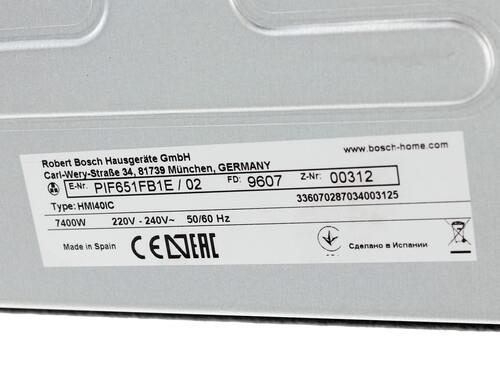 Robert Bosch Hausgeräte GmbH
www.bosch-home.com
Carl-Wery-Straße 34, 81739 München, GERMANY
E-Nr. PIF651FB1E / 02 FD: 9607 Z-Nr: 00312
Type: HMI40IC 336070287034003125
7400W 220V - 240V~ 50/60 Hz
Made in Spain CE EAC Сделано в Испании